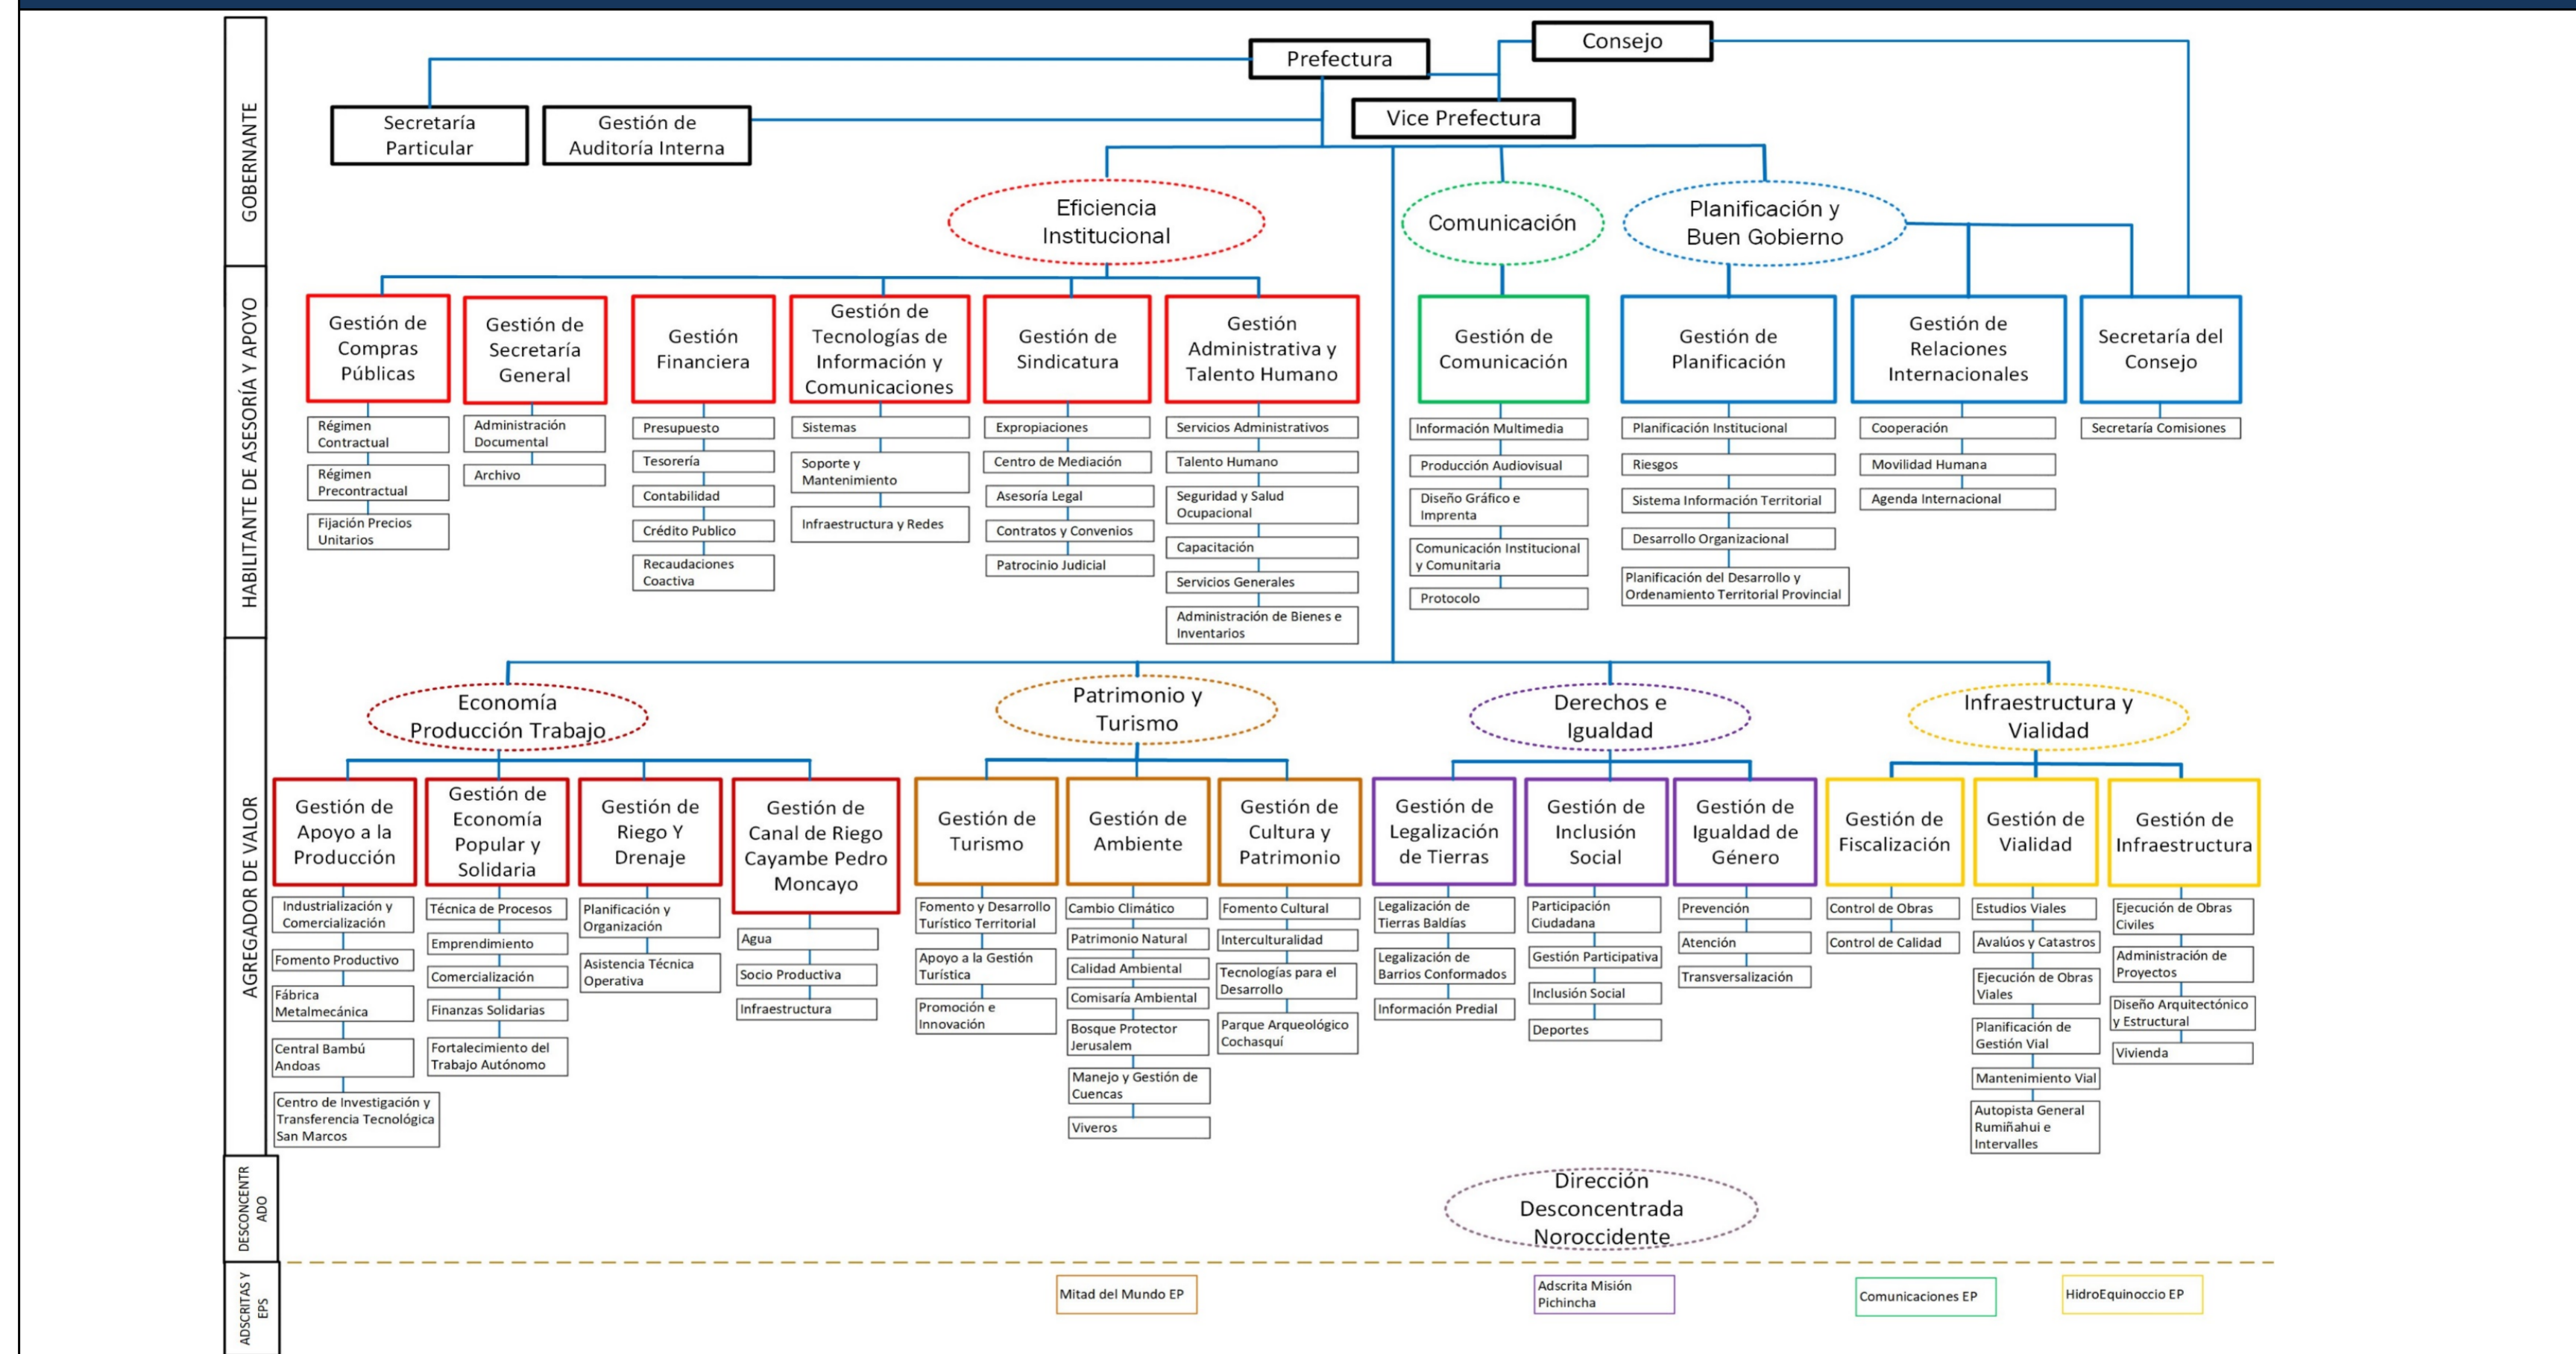 GOBERNANTE
Prefectura
Consejo
Secretaría
Particular
Gestión de
Auditoría Interna
Vice Prefectura
Eficiencia
Institucional
Comunicación
Planificación y
Buen Gobierno
HABILITANTE DE ASESORÍA Y APOYO
Gestión de
Compras
Públicas
Régimen
Contractual
Régimen
Precontractual
Fijación Precios
Unitarios
Gestión de
Secretaría
General
Administración
Documental
Archivo
Gestión
Financiera
Presupuesto
Tesorería
Contabilidad
Crédito Publico
Recaudaciones
Coactiva
Gestión de
Tecnologías de
Información y
Comunicaciones
Sistemas
Soporte y
Mantenimiento
Infraestructura y Redes
Gestión de
Sindicatura
Expropiaciones
Centro de Mediación
Asesoría Legal
Contratos y Convenios
Patrocinio Judicial
Gestión
Administrativa y
Talento Humano
Servicios Administrativos
Talento Humano
Seguridad y Salud
Ocupacional
Capacitación
Servicios Generales
Administración de Bienes e
Inventarios
Gestión de
Comunicación
Información Multimedia
Producción Audiovisual
Diseño Gráfico e
Imprenta
Comunicación Institucional
y Comunitaria
Protocolo
Gestión de
Planificación
Planificación Institucional
Riesgos
Sistema Información Territorial
Desarrollo Organizacional
Planificación del Desarrollo y
Ordenamiento Territorial Provincial
Gestión de
Relaciones
Internacionales
Cooperación
Movilidad Humana
Agenda Internacional
Secretaría del
Consejo
Secretaría Comisiones
AGREGADOR DE VALOR
Economía
Producción Trabajo
Patrimonio y
Turismo
Derechos e
Igualdad
Infraestructura y
Vialidad
Gestión de
Apoyo a la
Producción
Industrialización y
Comercialización
Fomento Productivo
Fábrica
Metalmecánica
Central Bambú
Andoas
Centro de Investigación y
Transferencia Tecnológica
San Marcos
Gestión de
Economía
Popular y
Solidaria
Técnica de Procesos
Emprendimiento
Comercialización
Finanzas Solidarias
Fortalecimiento del
Trabajo Autónomo
Gestión de
Riego Y
Drenaje
Planificación y
Organización
Asistencia Técnica
Operativa
Gestión de
Canal de Riego
Cayambe Pedro
Moncayo
Agua
Socio Productiva
Infraestructura
Gestión de
Turismo
Fomento y Desarrollo
Turístico Territorial
Apoyo a la Gestión
Turística
Promoción e
Innovación
Gestión de
Ambiente
Cambio Climático
Patrimonio Natural
Calidad Ambiental
Comisaría Ambiental
Bosque Protector
Jerusalem
Manejo y Gestión de
Cuencas
Viveros
Gestión de
Cultura y
Patrimonio
Fomento Cultural
Interculturalidad
Tecnologías para el
Desarrollo
Parque Arqueológico
Cochasquí
Gestión de
Legalización
de Tierras
Legalización de
Tierras Baldías
Legalización de
Barrios Conformados
Información Predial
Gestión de
Inclusión
Social
Participación
Ciudadana
Gestión Participativa
Inclusión Social
Deportes
Gestión de
Igualdad de
Género
Prevención
Atención
Transversalización
Gestión de
Fiscalización
Control de Obras
Control de Calidad
Gestión de
Vialidad
Estudios Viales
Avalúos y Catastros
Ejecución de Obras
Viales
Planificación de
Gestión Vial
Mantenimiento Vial
Autopista General
Rumiñahui e
Intervalles
Gestión de
Infraestructura
Ejecución de Obras
Civiles
Administración de
Proyectos
Diseño Arquitectónico
y Estructural
Vivienda
DESCONCENTR
ADO
Dirección
Desconcentrada
Noroccidente
ADSCRITAS Y
EPS
Mitad del Mundo EP
Adscrita Misión
Pichincha
Comunicaciones EP
HidroEquinoccio EP